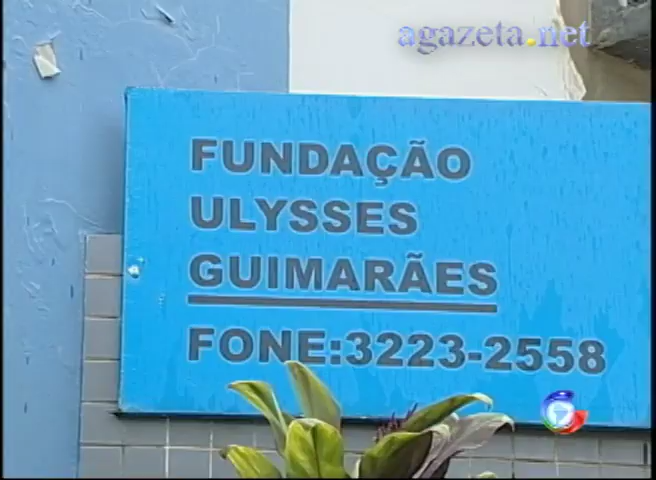 agazeta.net
FUNDAÇÃO
ULYSSES
GUIMARÃES
FONE:3223-2558